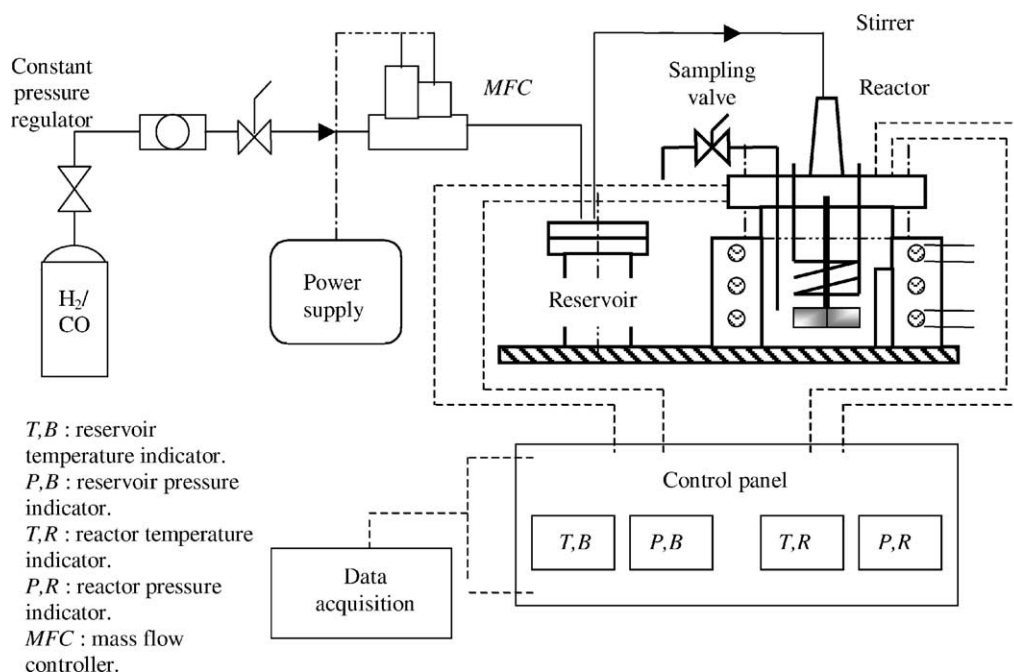 Stirrer
Constant
pressure
regulator
MFC
Sampling
valve
Reactor
H₂/
CO
Power
supply
Reservoir
T,B : reservoir
temperature indicator.
P,B : reservoir pressure
indicator.
T,R : reactor temperature
indicator.
P,R : reactor pressure
indicator.
MFC : mass flow
controller.
Control panel
T,B
P,B
T,R
P,R
Data
acquisition